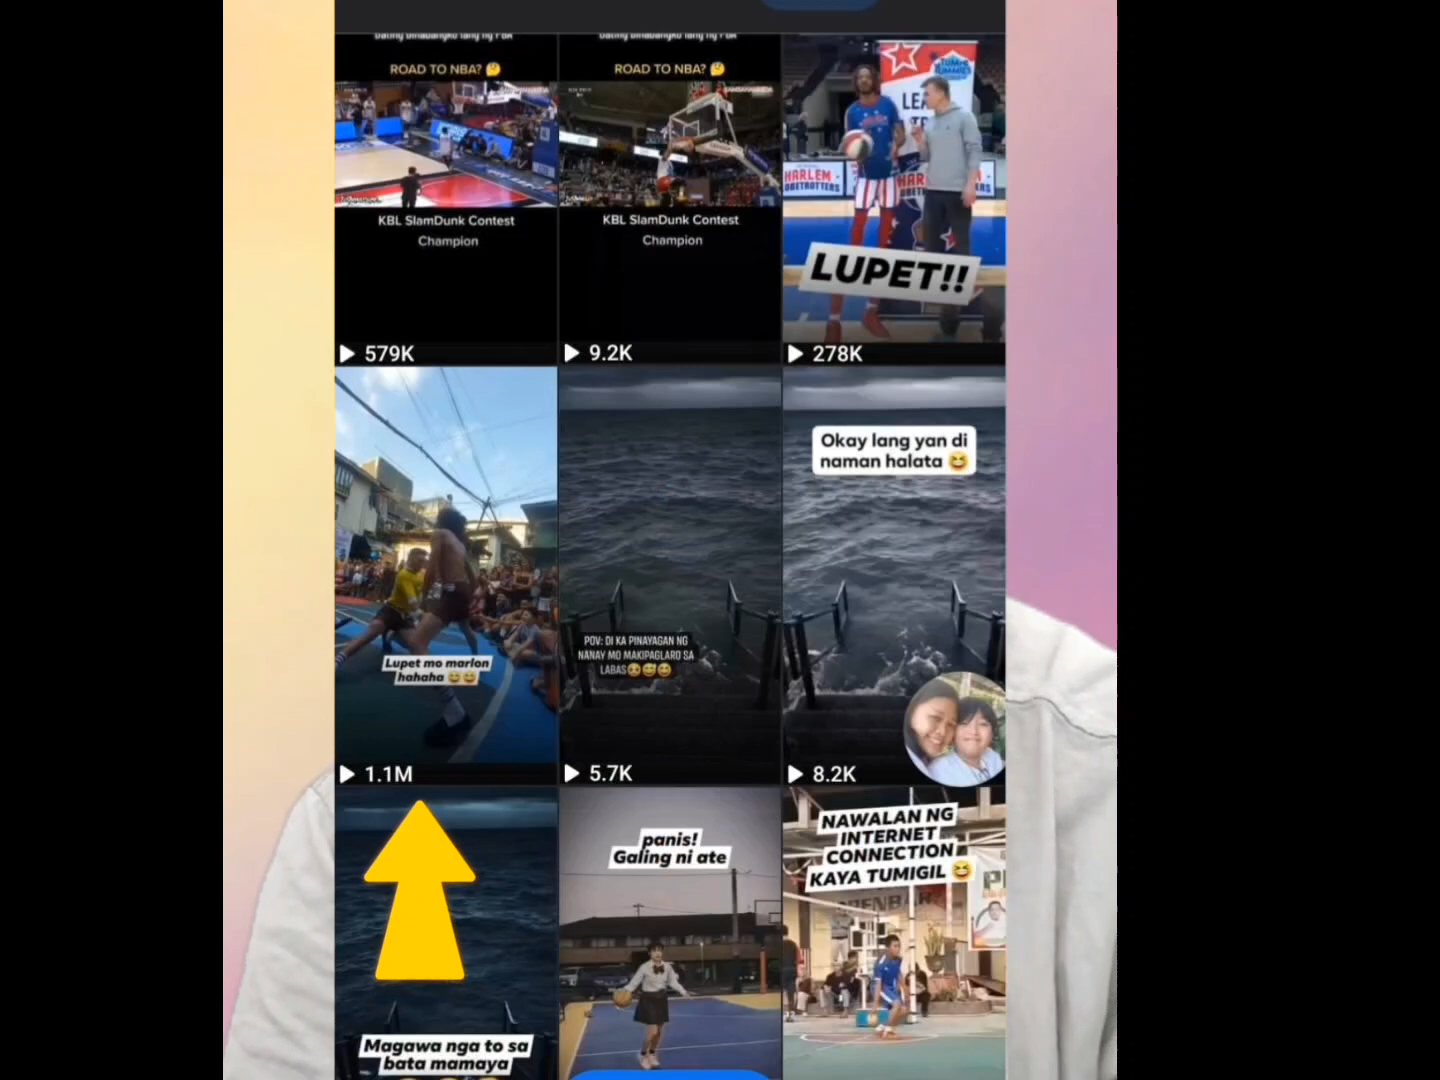 ROAD TO NBA? 🤔
KBL SlamDunk Contest
Champion
579K
ROAD TO NBA? 🤔
KBL SlamDunk Contest
Champion
9.2K
HARLEM
LUPET!!
278K
Lupet mo marlon
hahaha 😄😄
1.1M
POV: DI KA PINAYAGAN NG
NANAY MO MAKIPAGLARO SA
LABAS
5.7K
Okay lang yan di
naman halata 😆
8.2K
Magawa nga to sa
bata mamaya
panis!
Galing ni ate
NAWALAN NG
INTERNET
CONNECTION
KAYA TUMIGIL 😆